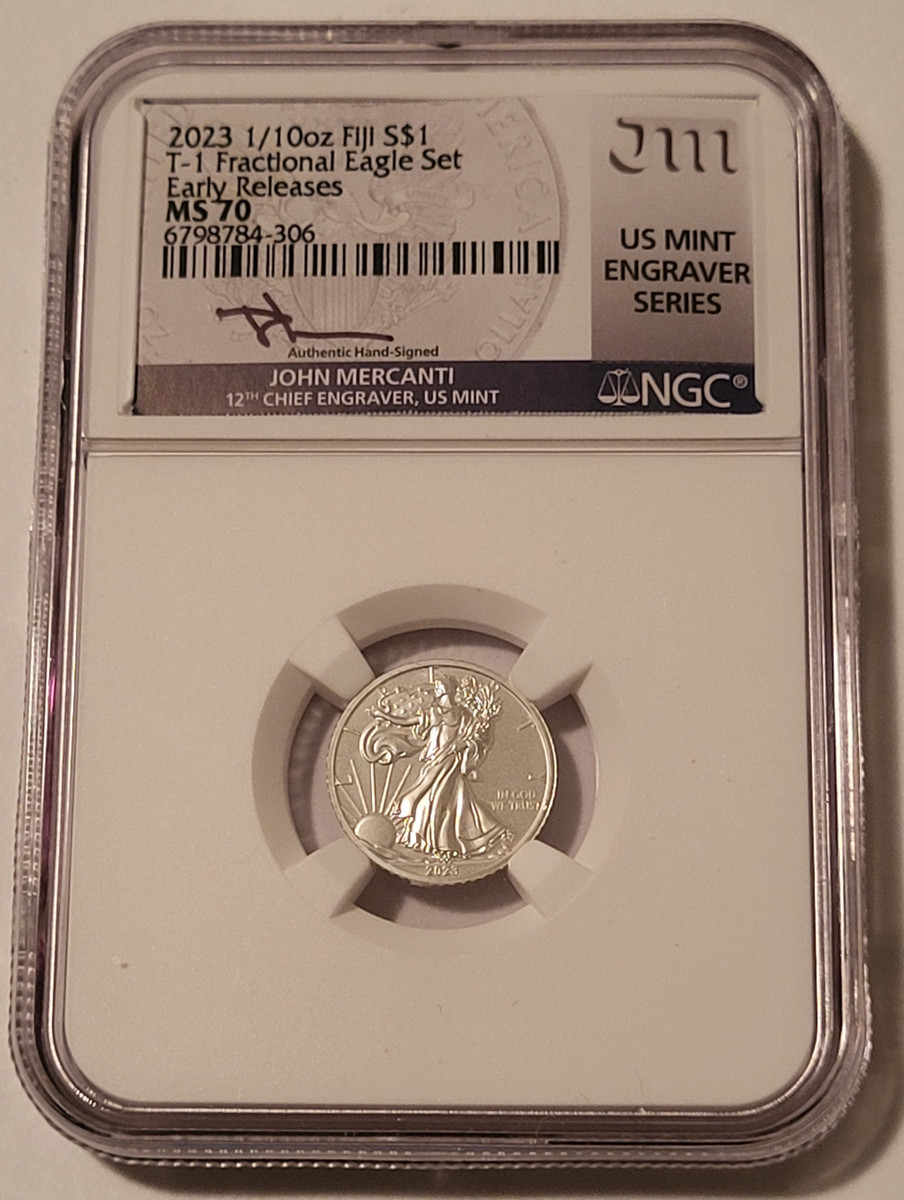 2023 1/10oz Fiji S$1
T-1 Fractional Eagle Set
Early Releases
MS 70
6798784-306
Authentic Hand-Signed
JOHN MERCANTI
12TH CHIEF ENGRAVER, US MINT
JM
US MINT
ENGRAVER
SERIES
NGC®
IN GOD
WE TRUST
2023